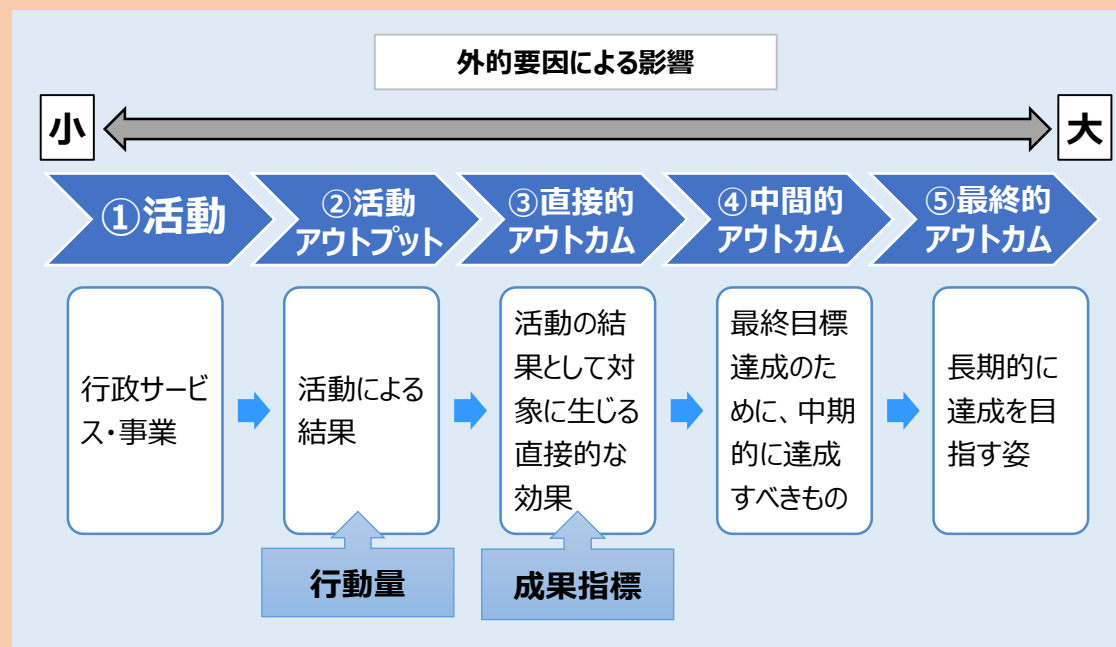 外的要因による影響
小
大
①活動
②活動
アウトプット
③直接的
アウトカム
④中間的
アウトカム
⑤最終的
アウトカム
行政サービ
ス・事業
活動による
結果
活動の結
果として対
象に生じる
直接的な
効果
最終目標
達成のた
めに、中期
的に達成
すべきもの
長期的に
達成を目
指す姿
行動量
成果指標